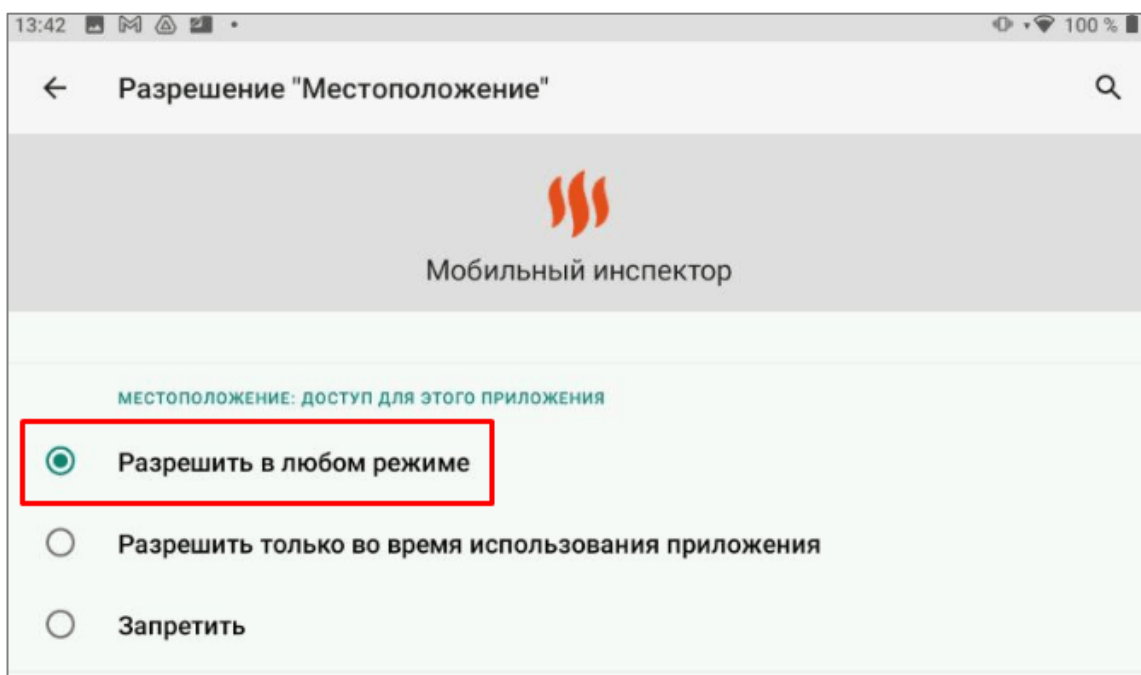 13:42 100 %
Разрешение "Местоположение"
Мобильный инспектор
МЕСТОПОЛОЖЕНИЕ: ДОСТУП ДЛЯ ЭТОГО ПРИЛОЖЕНИЯ
Разрешить в любом режиме
Разрешить только во время использования приложения
Запретить